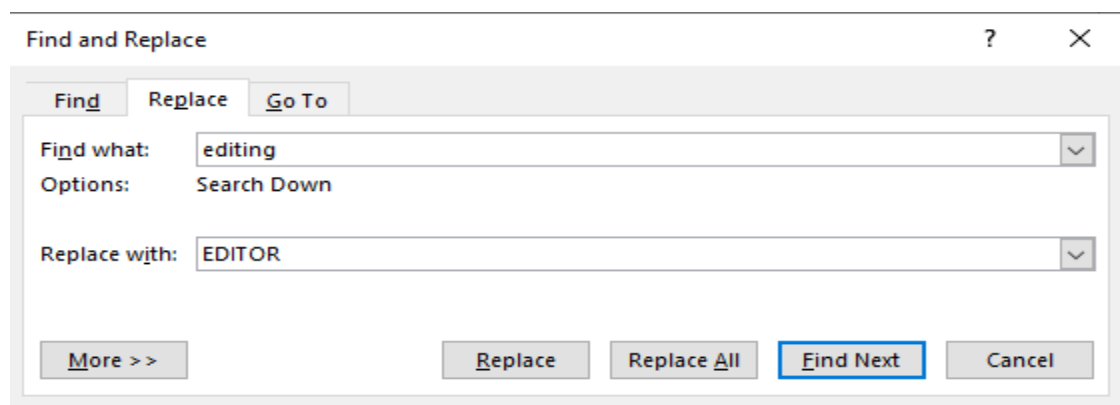 Find and Replace ?
Find Replace Go To
Find what: editing
Options: Search Down
Replace with: EDITOR
More >> Replace Replace All Find Next Cancel